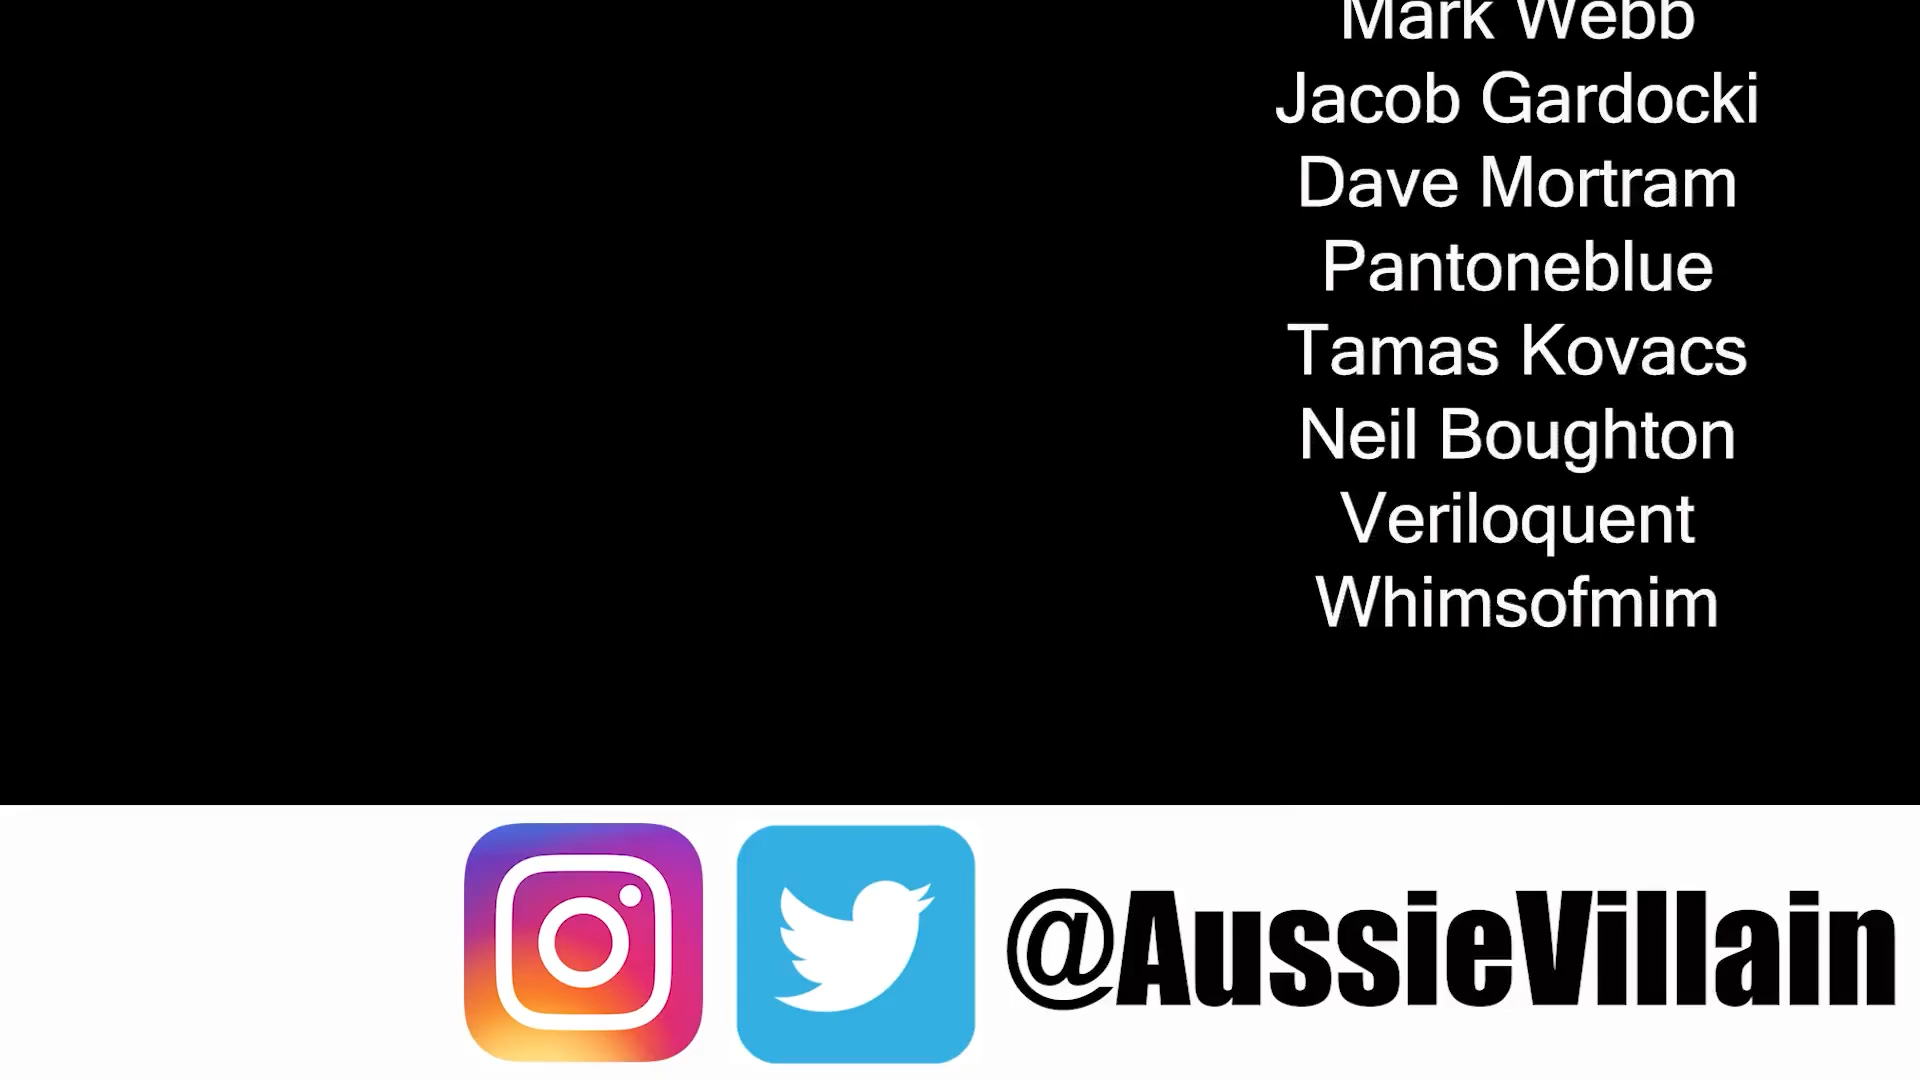 Mark Webb
Jacob Gardocki
Dave Mortram
Pantoneblue
Tamas Kovacs
Neil Boughton
Veriloquent
Whimsofmim
@AussieVillain